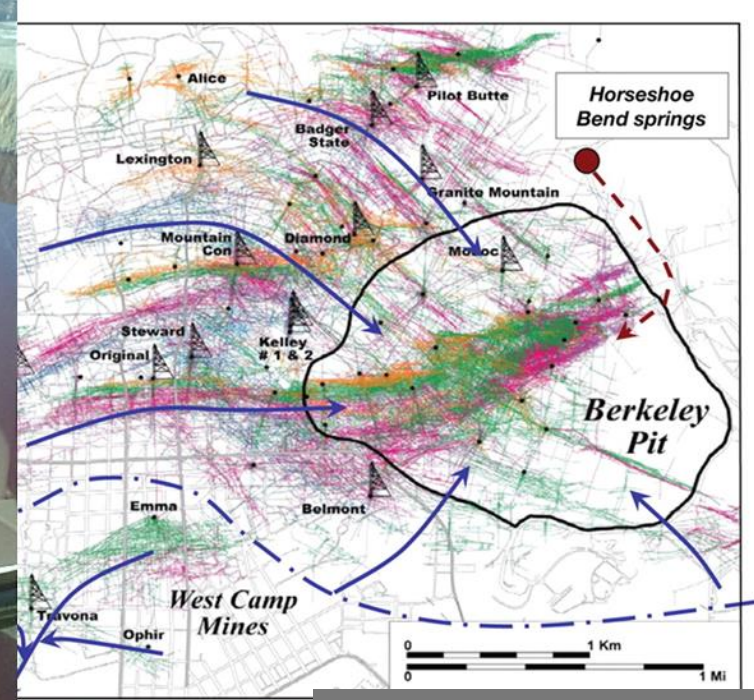 Alice
Pilot Butte
Horseshoe
Bend springs
Badger
State
Lexington
Granite Mountain
Mountain
Con
Diamond
Modoc
Steward
Original
Kelley
# 1 & 2
Berkeley
Pit
Belmont
Emma
West Camp
Mines
Travona
Ophir
0 1 Km
0 1 Mi